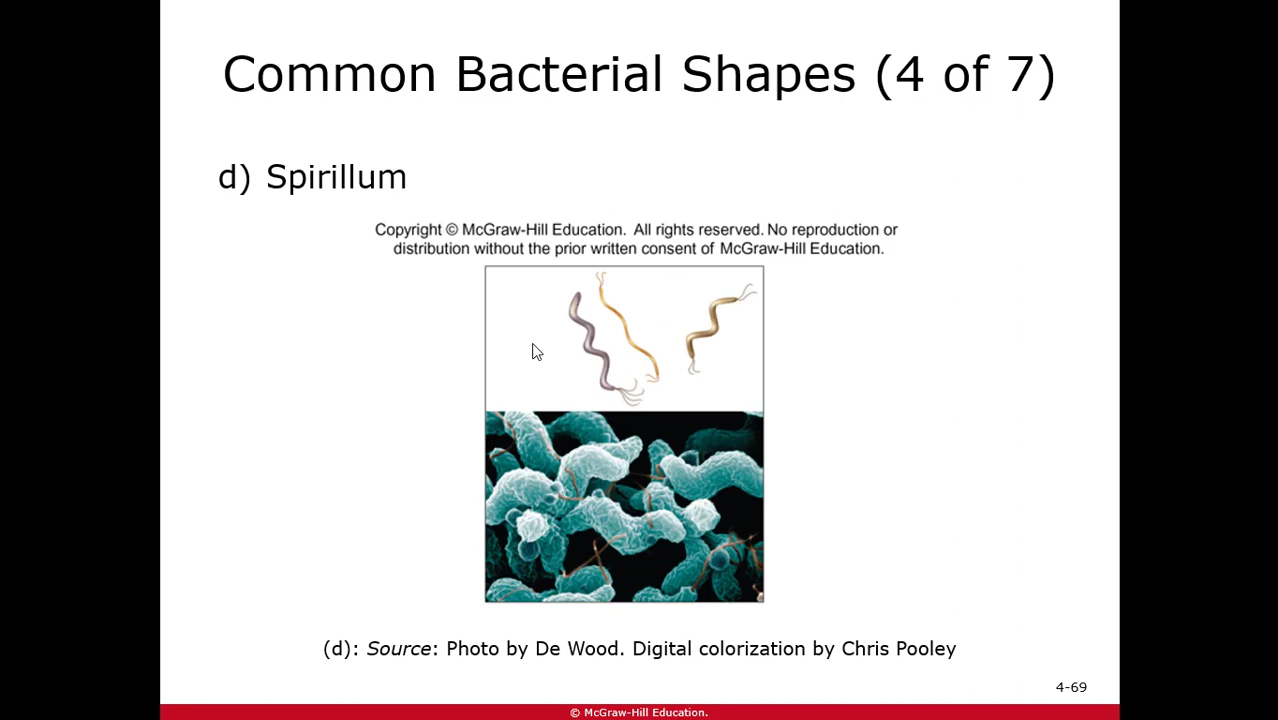 Common Bacterial Shapes (4 of 7)
d) Spirillum
Copyright © McGraw-Hill Education. All rights reserved. No reproduction or
distribution without the prior written consent of McGraw-Hill Education.
(d): Source: Photo by De Wood. Digital colorization by Chris Pooley
4-69
© McGraw-Hill Education.